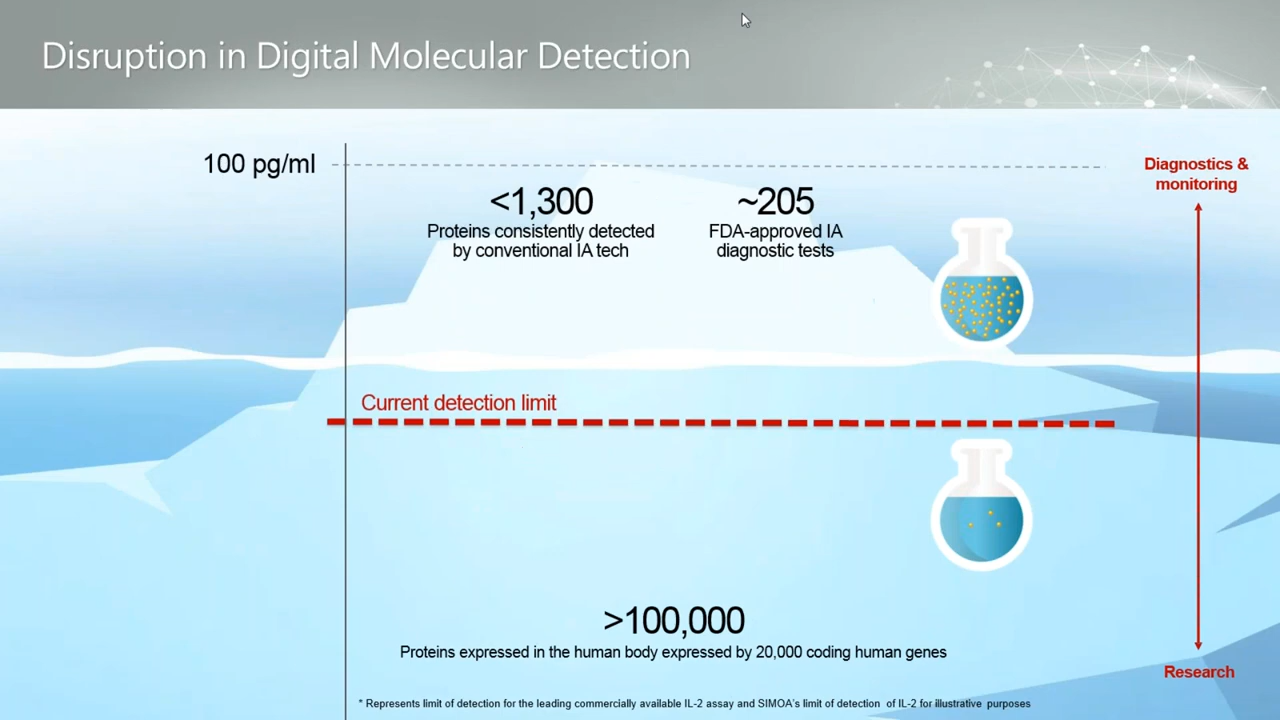 Disruption in Digital Molecular Detection
100 pg/ml
<1,300
Proteins consistently detected
by conventional IA tech
~205
FDA-approved IA
diagnostic tests
Diagnostics &
monitoring
Current detection limit
>100,000
Proteins expressed in the human body expressed by 20,000 coding human genes
Research
* Represents limit of detection for the leading commercially available IL-2 assay and SIMOA's limit of detection of IL-2 for illustrative purposes